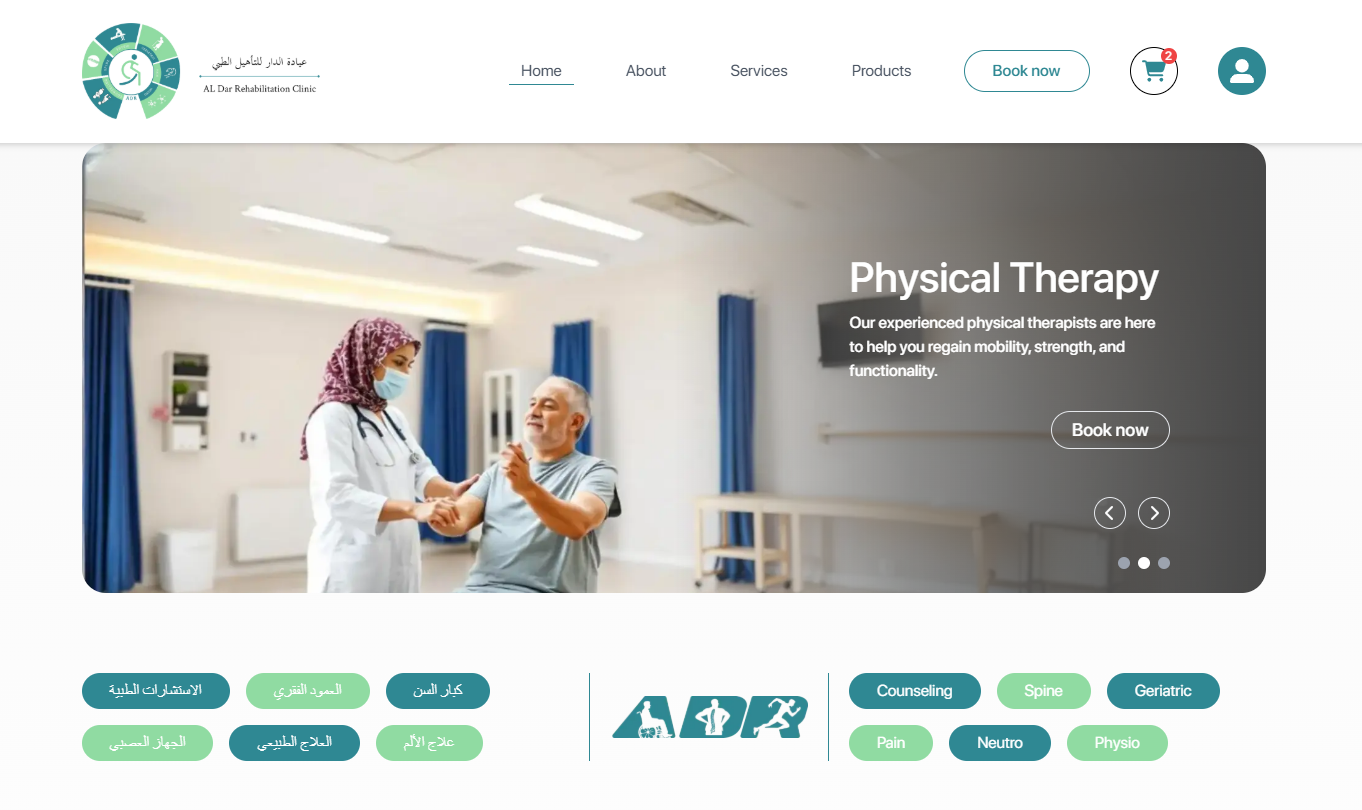 عيادة الدار للتأهيل الطبي
AL Dar Rehabilitation Clinic
Home
About
Services
Products
Book now
2
Physical Therapy
Our experienced physical therapists are here
to help you regain mobility, strength, and
functionality.
Book now
الاستشارات الطبية
العمود الفقري
كبار السن
الجهاز العصبي
العلاج الطبيعي
علاج الألم
ADR
Counseling
Spine
Geriatric
Pain
Neutro
Physio